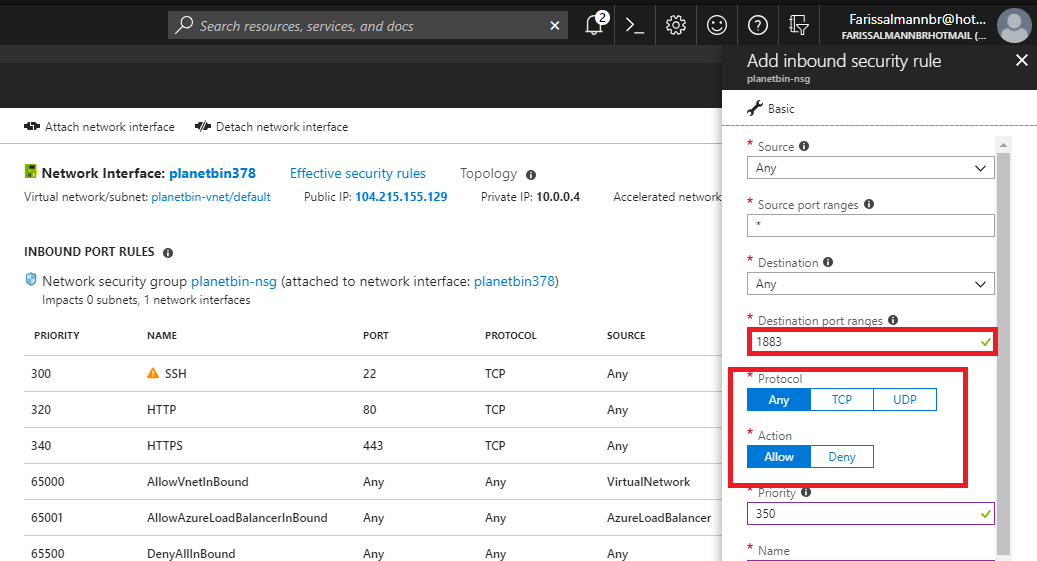 Search resources, services, and docs
2
Farissalmannbr@hot...
FARISSALMANNBRHOTMAIL (...
Add inbound security rule
planetbin-nsg
Basic
Attach network interface
Detach network interface
Network Interface: planetbin378
Effective security rules
Topology
Virtual network/subnet: planetbin-vnet/default
Public IP: 104.215.155.129
Private IP: 10.0.0.4
Accelerated network
INBOUND PORT RULES
Network security group planetbin-nsg (attached to network interface: planetbin378)
Impacts 0 subnets, 1 network interfaces
PRIORITY NAME PORT PROTOCOL SOURCE
300 SSH 22 TCP Any
320 HTTP 80 TCP Any
340 HTTPS 443 TCP Any
65000 AllowVnetInBound Any Any VirtualNetwork
65001 AllowAzureLoadBalancerInBound Any Any AzureLoadBalancer
65500 DenyAllInBound Any Any Any
* Source
Any
* Source port ranges
*
* Destination
Any
* Destination port ranges
1883
* Protocol
Any TCP UDP
* Action
Allow Deny
* Priority
350
* Name